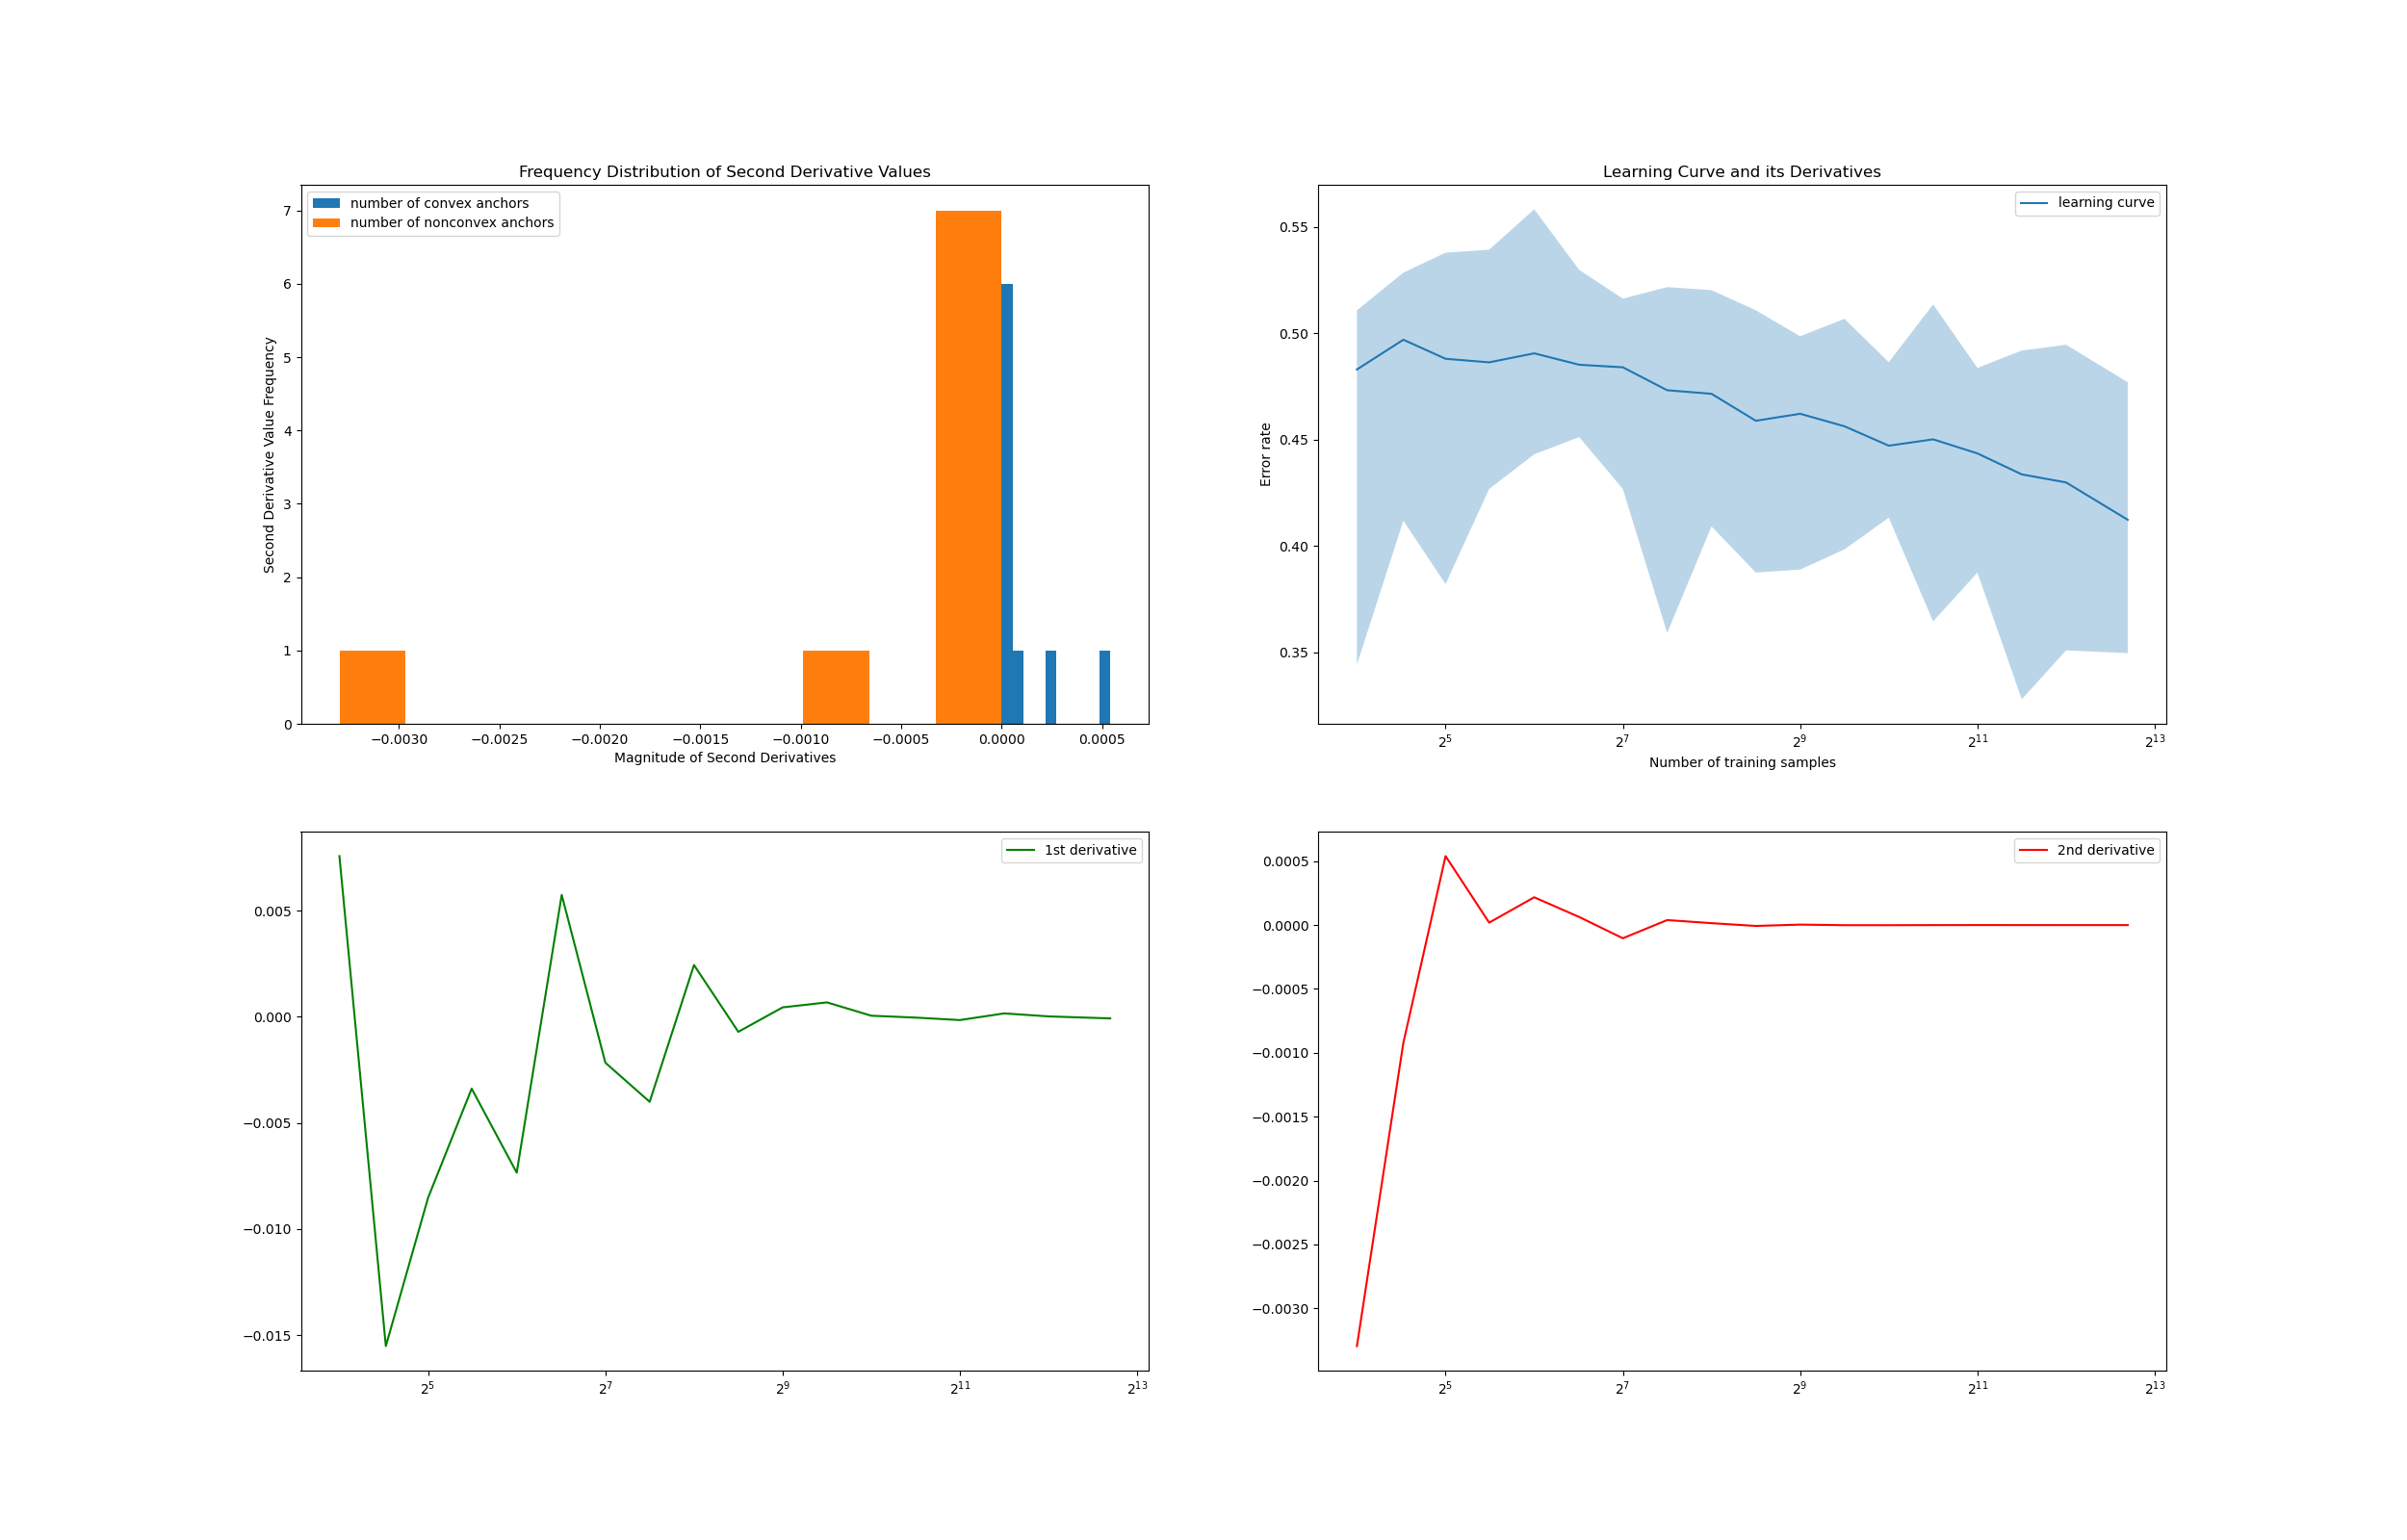 Frequency Distribution of Second Derivative Values
number of convex anchors
number of nonconvex anchors
7
6
5
4
3
2
1
0
Second Derivative Value Frequency
−0.0030 −0.0025 −0.0020 −0.0015 −0.0010 −0.0005 0.0000 0.0005
Magnitude of Second Derivatives
Learning Curve and its Derivatives
learning curve
0.55
0.50
0.45
0.40
0.35
Error rate
2^5 2^7 2^9 2^11 2^13
Number of training samples
1st derivative
0.005
0.000
−0.005
−0.010
−0.015
2^5 2^7 2^9 2^11 2^13
2nd derivative
0.0005
0.0000
−0.0005
−0.0010
−0.0015
−0.0020
−0.0025
−0.0030
2^5 2^7 2^9 2^11 2^13